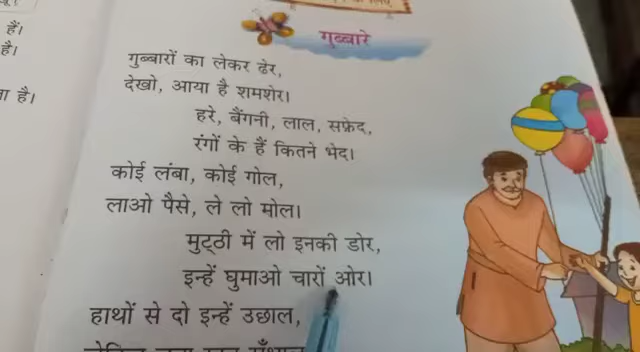 गुब्बारे
गुब्बारों का लेकर ढेर,
देखो, आया है शमशेर।
हरे, बैंगनी, लाल, सफ़ेद,
रंगों के हैं कितने भेद।
कोई लंबा, कोई गोल,
लाओ पैसे, ले लो मोल।
मुट्ठी में लो इनकी डोर,
इन्हें घुमाओ चारों ओर।
हाथों से दो इन्हें उछाल,
हैं।
है।
है।